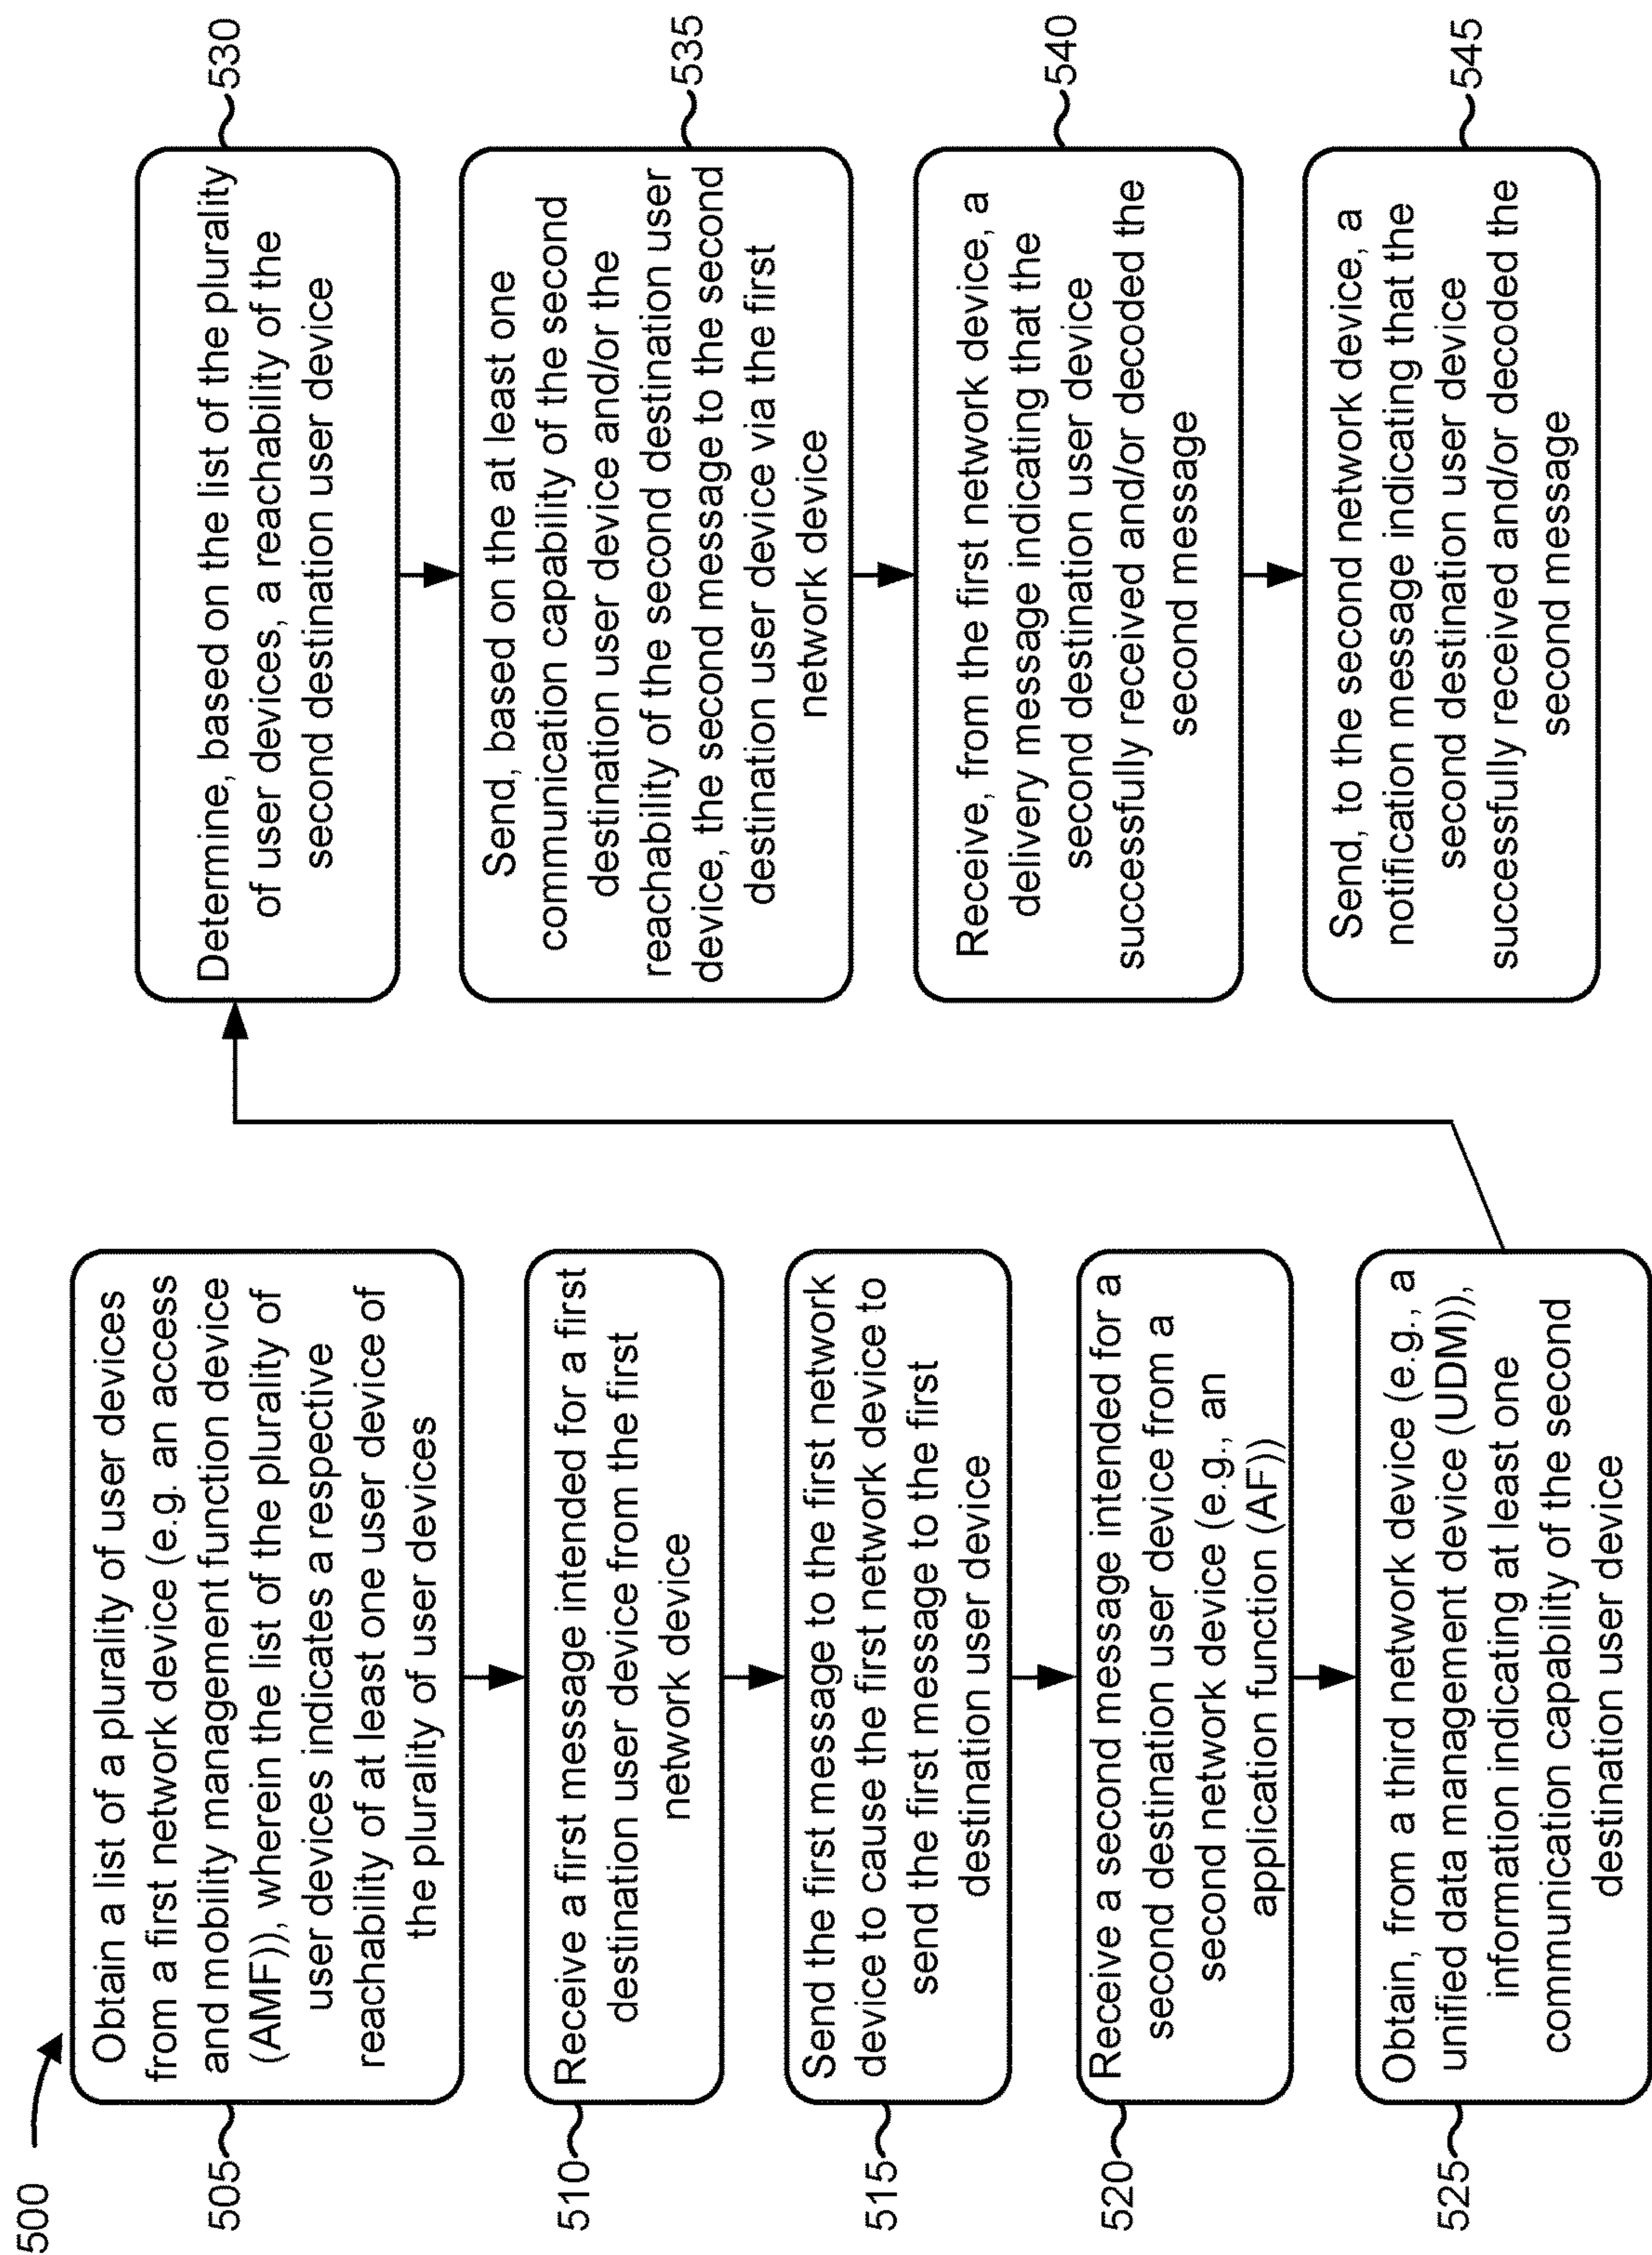 500
505
Obtain a list of a plurality of user devices
from a first network device (e.g. an access
and mobility management function device
(AMF)), wherein the list of the plurality of
user devices indicates a respective
reachability of at least one user device of
the plurality of user devices
510
Receive a first message intended for a first
destination user device from the first
network device
515
Send the first message to the first network
device to cause the first network device to
send the first message to the first
destination user device
520
Receive a second message intended for a
second destination user device from a
second network device (e.g., an
application function (AF))
525
Obtain, from a third network device (e.g., a
unified data management device (UDM)),
information indicating at least one
communication capability of the second
destination user device
530
Determine, based on the list of the plurality
of user devices, a reachability of the
second destination user device
535
Send, based on the at least one
communication capability of the second
destination user device and/or the
reachability of the second destination user
device, the second message to the second
destination user device via the first
network device
540
Receive, from the first network device, a
delivery message indicating that the
second destination user device
successfully received and/or decoded the
second message
545
Send, to the second network device, a
notification message indicating that the
second destination user device
successfully received and/or decoded the
second message